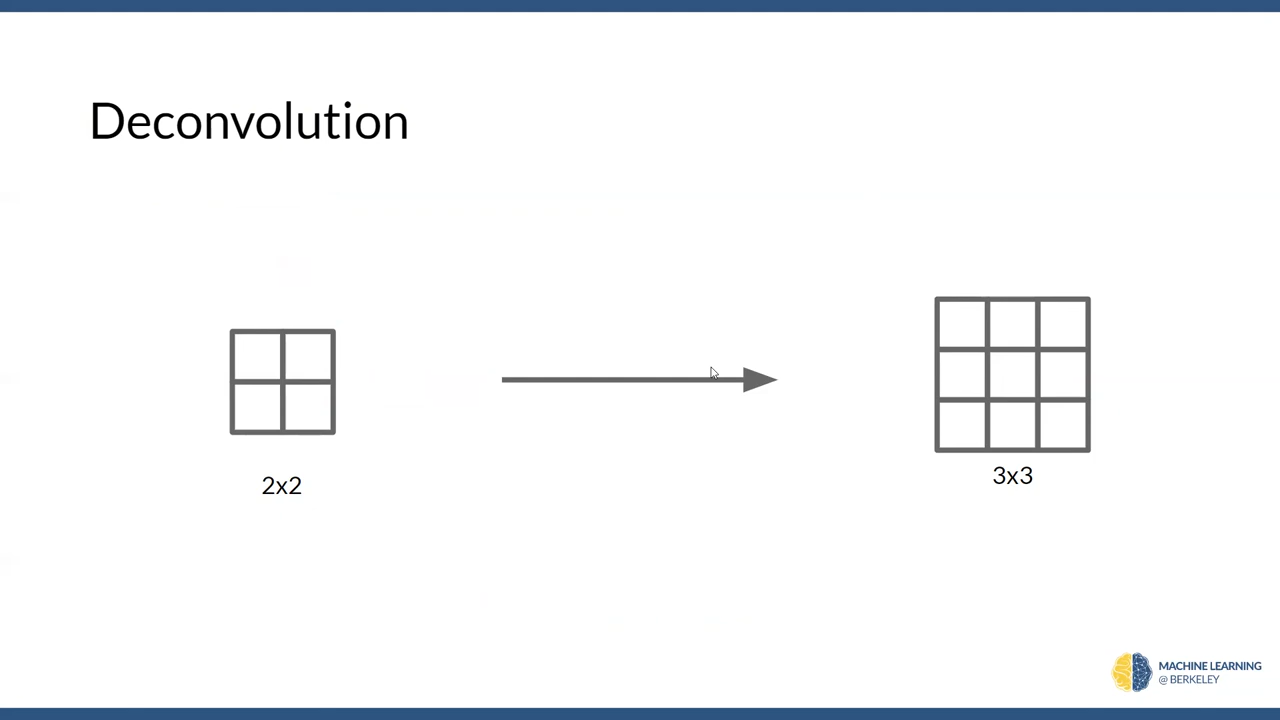 Deconvolution
2x2
3x3
MACHINE LEARNING
@ BERKELEY